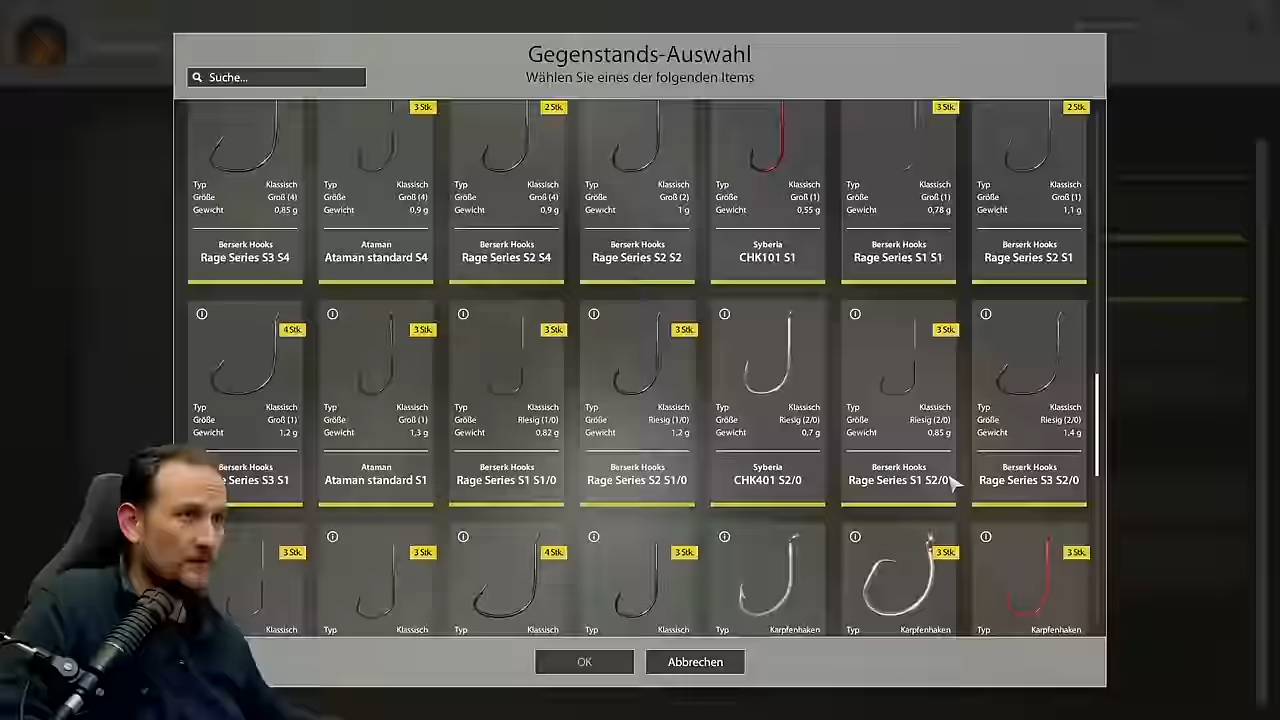 Gegenstands-Auswahl
Suche...
Wählen Sie eines der folgenden Items
3 Stk. 2 Stk. 3 Stk. 2 Stk.
Typ Klassisch Typ Klassisch Typ Klassisch Typ Klassisch Typ Klassisch Typ Klassisch Typ Klassisch
Größe Groß (4) Größe Groß (4) Größe Groß (4) Größe Groß (2) Größe Groß (1) Größe Groß (1) Größe Groß (1)
Gewicht 0,85 g Gewicht 0,9 g Gewicht 0,9 g Gewicht 1 g Gewicht 0,55 g Gewicht 0,78 g Gewicht 1,1 g
Berserk Hooks Ataman Berserk Hooks Berserk Hooks Syberia Berserk Hooks Berserk Hooks
Rage Series S3 S4 Ataman standard S4 Rage Series S2 S4 Rage Series S2 S2 CHK101 S1 Rage Series S1 S1 Rage Series S2 S1
4 Stk. 3 Stk. 3 Stk. 3 Stk. 3 Stk.
Typ Klassisch Typ Klassisch Typ Klassisch Typ Klassisch Typ Klassisch Typ Klassisch Typ Klassisch
Größe Groß (1) Größe Groß (1) Größe Riesig (1/0) Größe Riesig (1/0) Größe Riesig (2/0) Größe Riesig (2/0) Größe Riesig (2/0)
Gewicht 1,2 g Gewicht 1,3 g Gewicht 0,82 g Gewicht 1,2 g Gewicht 0,7 g Gewicht 0,85 g Gewicht 1,4 g
Hooks Ataman Berserk Hooks Berserk Hooks Syberia Berserk Hooks Berserk Hooks
Series S3 S1 Ataman standard S1 Rage Series S1 S1/0 Rage Series S2 S1/0 CHK401 S2/0 Rage Series S1 S2/0 Rage Series S3 S2/0
3 Stk. 3 Stk. 4 Stk. 3 Stk. 3 Stk. 3 Stk.
Klassisch Typ Klassisch Typ Klassisch Typ Klassisch Typ Karpfenhaken Typ Karpfenhaken Typ Karpfenhaken
OK Abbrechen